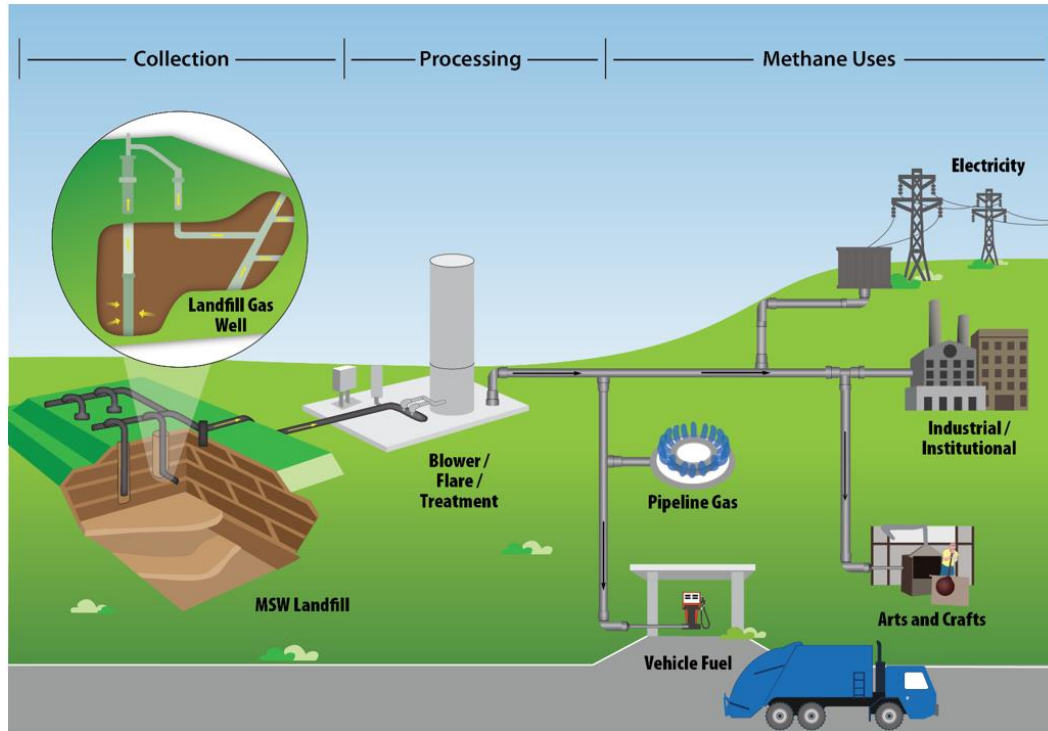 Collection
Processing
Methane Uses
Electricity
Landfill Gas
Well
Industrial /
Institutional
Blower /
Flare /
Treatment
Pipeline Gas
MSW Landfill
Arts and Crafts
Vehicle Fuel